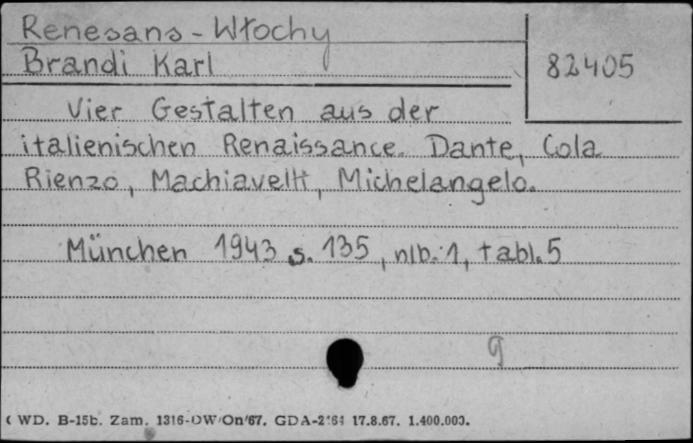 Renesans - Włochy
Brandi Karl
82405
Vier Gestalten aus der
italienischen Renaissance. Dante, Cola
Rienzo, Machiavelli, Michelangelo.
München 1943 s. 135, nlb. 1, tabl. 5
g
WD. B-15b. Zam. 1316-OW/On/67. GDA-2/64 17.8.67. 1.400.000.